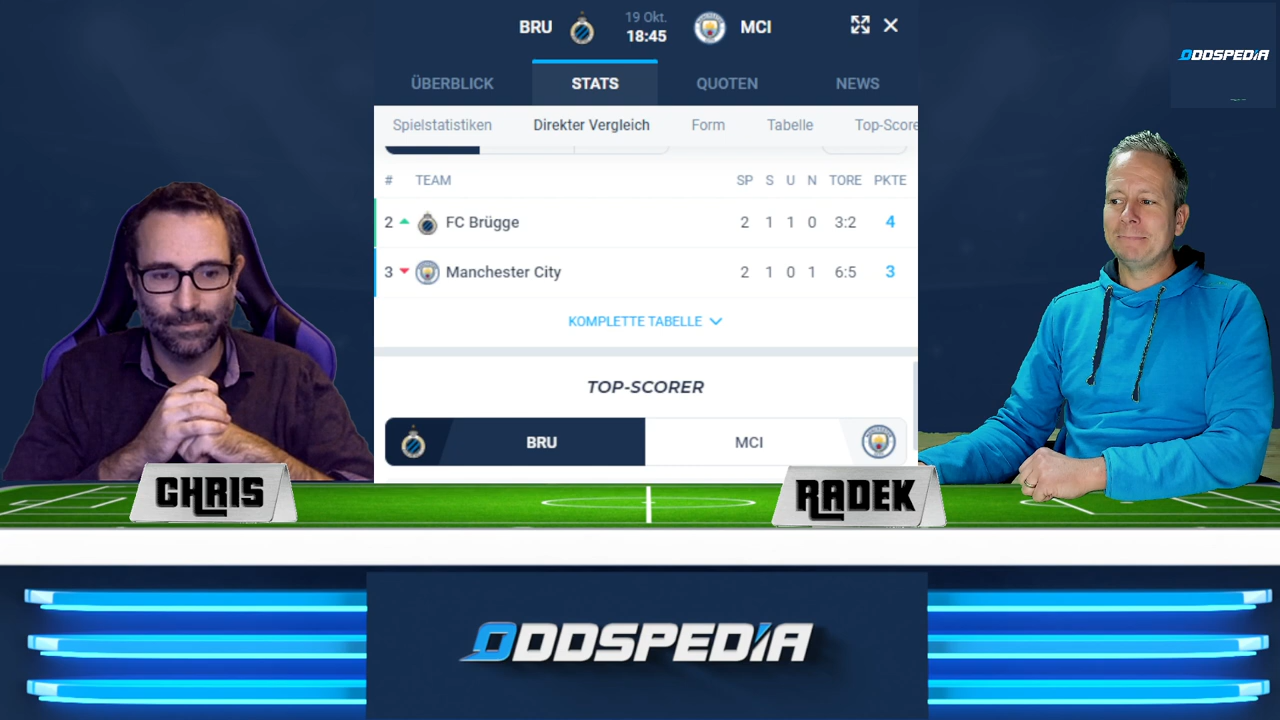 BRU 19 Okt. 18:45 MCI
ODDSPEDIA
ÜBERBLICK STATS QUOTEN NEWS
Spielstatistiken Direkter Vergleich Form Tabelle Top-Score
# TEAM SP S U N TORE PKTE
2 FC Brügge 2 1 1 0 3:2 4
3 Manchester City 2 1 0 1 6:5 3
KOMPLETTE TABELLE
TOP-SCORER
BRU MCI
CHRIS RADEK
ODDSPEDIA